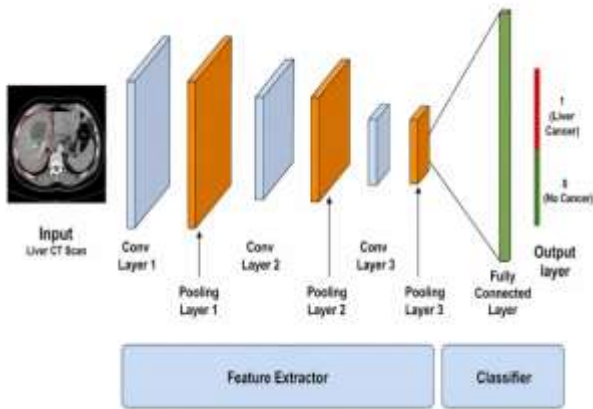 Input
Liver CT Scan
Conv
Layer 1
Pooling
Layer 1
Conv
Layer 2
Pooling
Layer 2
Conv
Layer 3
Pooling
Layer 3
Fully
Connected
Layer
1
(Liver
Cancer)
0
(No Cancer)
Output
layer
Feature Extractor
Classifier